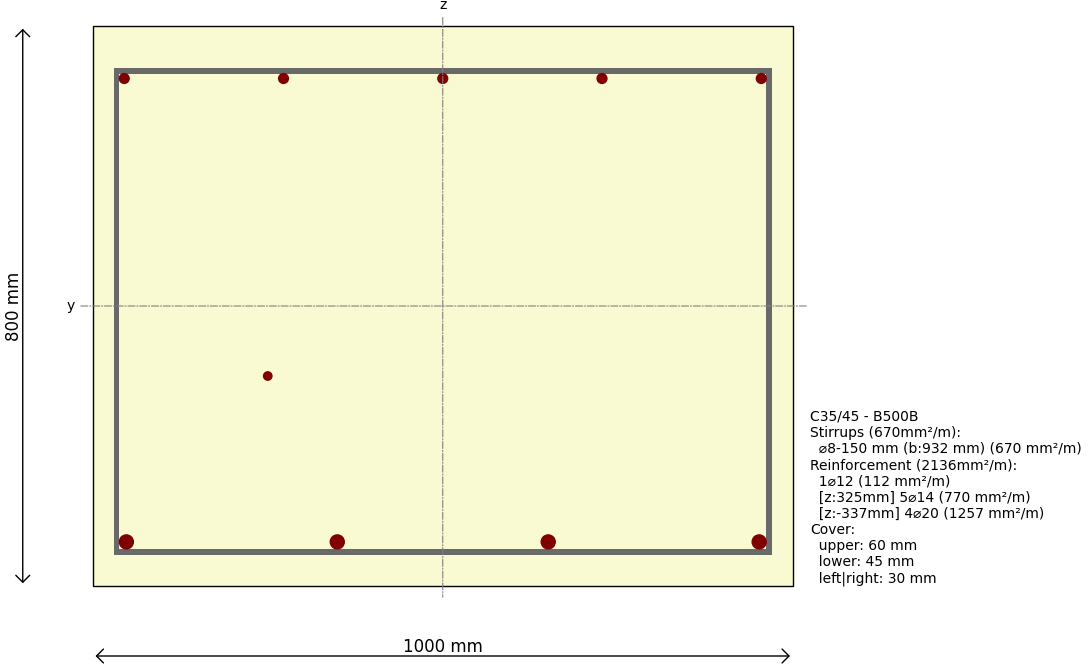 z
y
800 mm
C35/45 - B500B
Stirrups (670mm²/m):
⌀8-150 mm (b:932 mm) (670 mm²/m)
Reinforcement (2136mm²/m):
1⌀12 (112 mm²/m)
[z:325mm] 5⌀14 (770 mm²/m)
[z:-337mm] 4⌀20 (1257 mm²/m)
Cover:
upper: 60 mm
lower: 45 mm
left|right: 30 mm
1000 mm